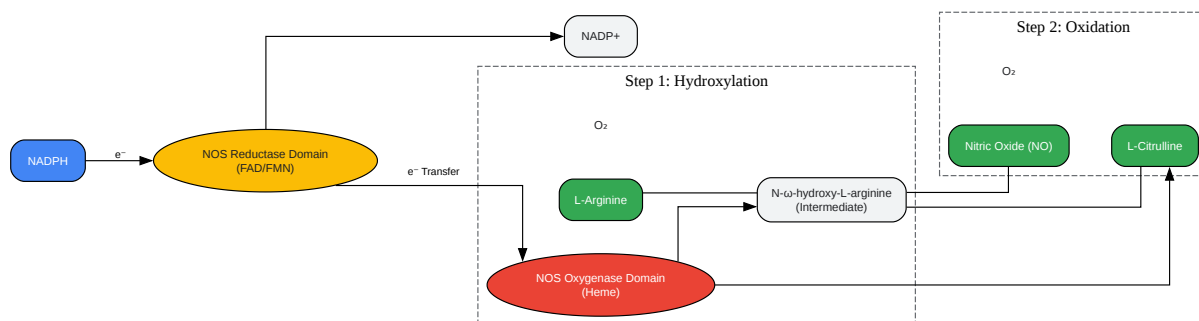 Step 2: Oxidation
NADP+
Step 1: Hydroxylation
O₂
O₂
Nitric Oxide (NO)
L-Citrulline
NADPH
e⁻
NOS Reductase Domain
(FAD/FMN)
e⁻ Transfer
L-Arginine
N-ω-hydroxy-L-arginine
(Intermediate)
NOS Oxygenase Domain
(Heme)